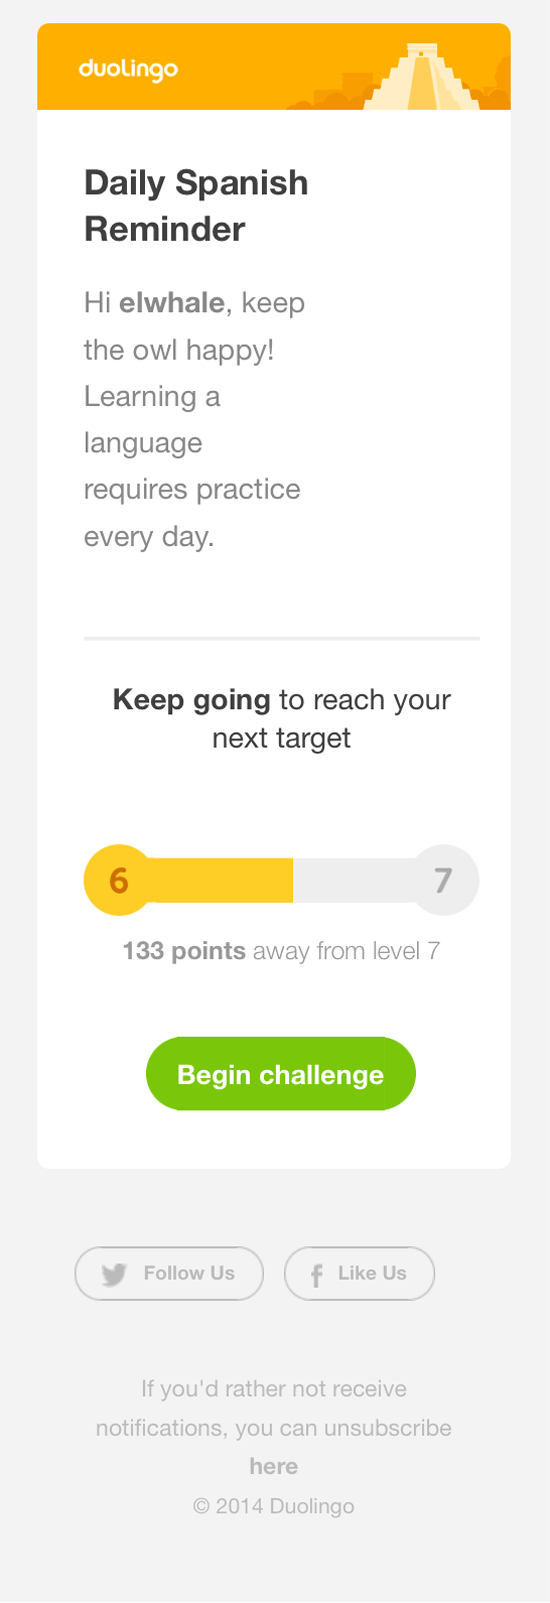 duolingo
Daily Spanish
Reminder
Hi elwhale, keep
the owl happy!
Learning a
language
requires practice
every day.
Keep going to reach your
next target
6 7
133 points away from level 7
Begin challenge
Follow Us Like Us
If you'd rather not receive
notifications, you can unsubscribe
here
© 2014 Duolingo